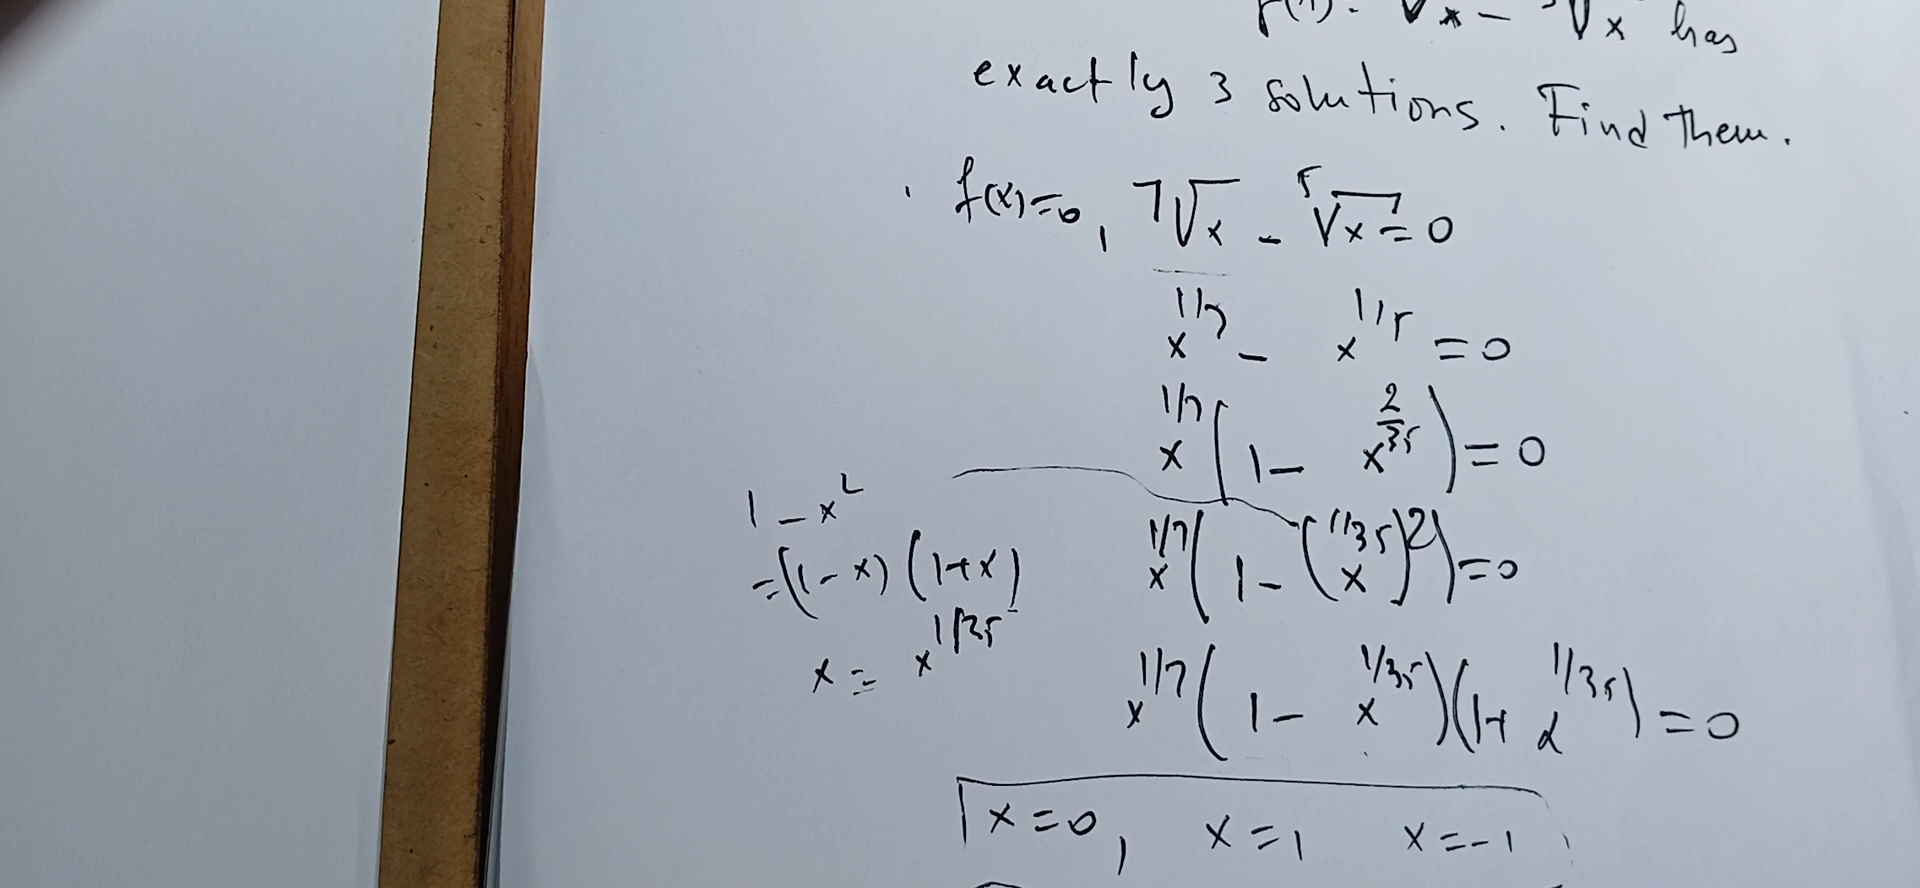 f(x). √x - ⁵√x has
exactly 3 solutions. Find them.
f(x)=0, ⁷√x - ⁵√x = 0
x^1/7 - x^1/5 = 0
x^1/7 (1 - x^2/35) = 0
x^1/7 (1 - (x^1/35)^2) = 0
x^1/7 (1 - x^1/35)(1 + x^1/35) = 0
1 - x^2
= (1 - x)(1 + x)
x = x^1/35
x = 0, x = 1 x = -1